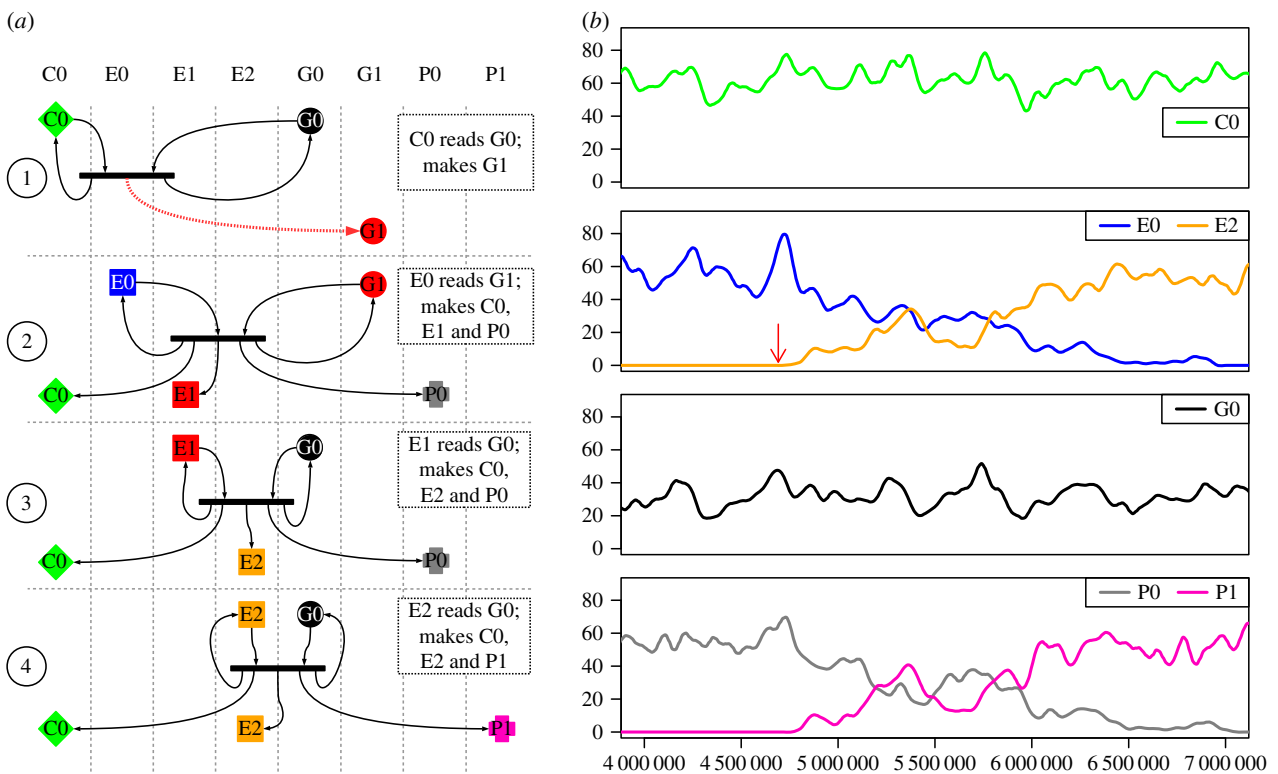 (a)
C0 E0 E1 E2 G0 G1 P0 P1
C0 G0
C0 reads G0;
makes G1
1
G1
E0 G1
E0 reads G1;
makes C0,
E1 and P0
2
C0 E1 P0
E1 G0
E1 reads G0;
makes C0,
E2 and P0
3
C0 E2 P0
E2 G0
E2 reads G0;
makes C0,
E2 and P1
4
C0 E2 P1
(b)
80
60
40
20
0
C0
80
60
40
20
0
E0 E2
80
60
40
20
0
G0
80
60
40
20
0
P0 P1
4 000 000 4 500 000 5 000 000 5 500 000 6 000 000 6 500 000 7 000 000